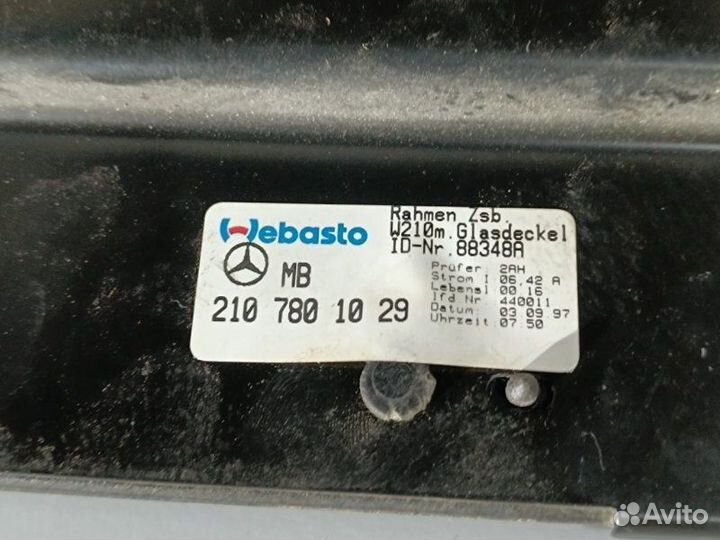 Webasto
Rahmen Zsb.
W210m.Glasdeckel
ID-Nr.88348A
MB
210 780 10 29
Prüfer: 2AH
Strom I 06,42 A
Lebensl 00 16
lfd Nr 440011
Datum: 03.09.97
Uhrzeit:07:50
Avito